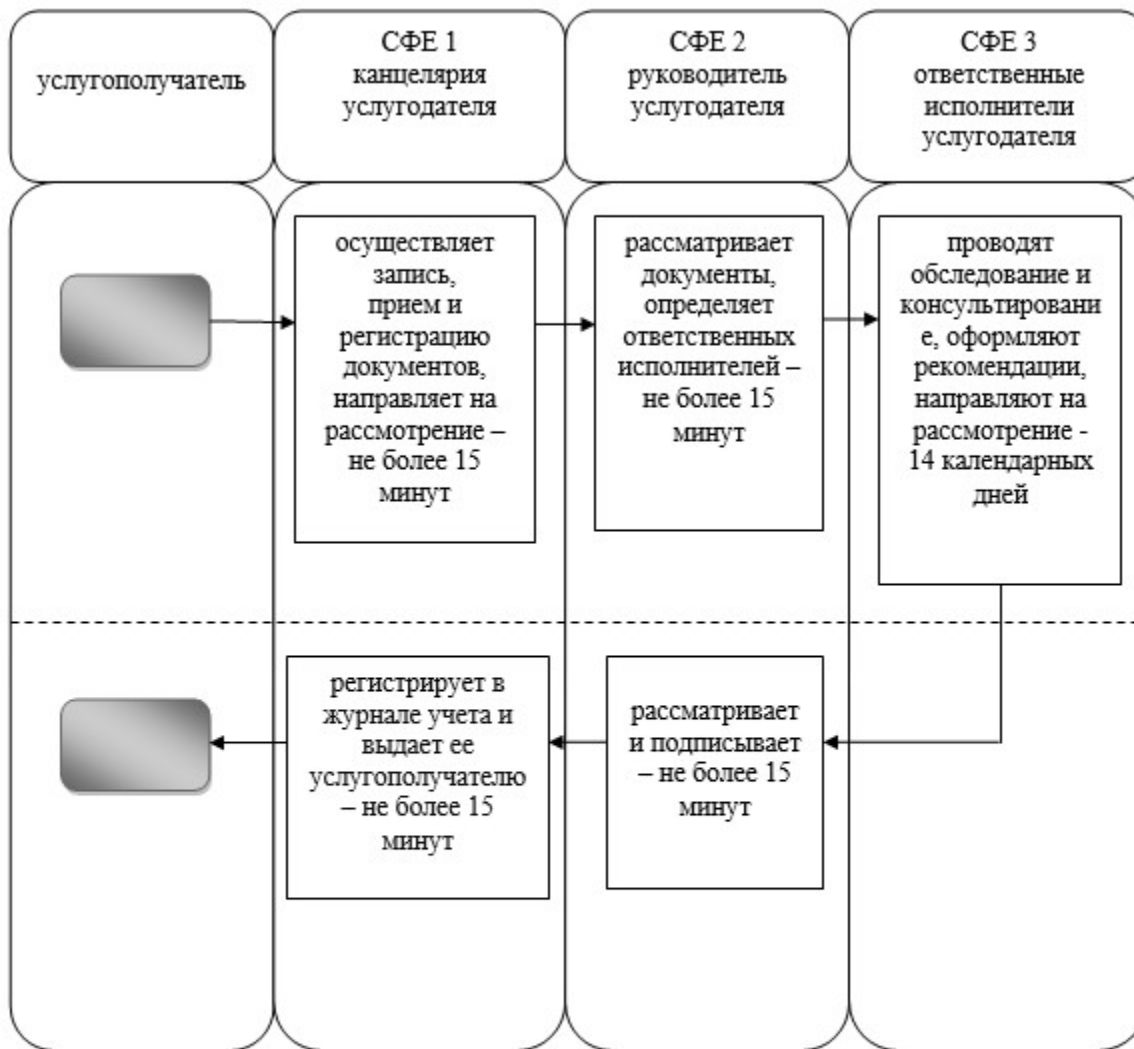 услугополучатель
СФЕ 1
канцелярия
услугодателя
СФЕ 2
руководитель
услугодателя
СФЕ 3
ответственные
исполнители
услугодателя
осуществляет
запись,
прием и
регистрацию
документов,
направляет на
рассмотрение –
не более 15
минут
рассматривает
документы,
определяет
ответственных
исполнителей –
не более 15
минут
проводят
обследование и
консультировани
е, оформляют
рекомендации,
направляют на
рассмотрение -
14 календарных
дней
регистрирует в
журнале учета и
выдает ее
услугополучателю
– не более 15
минут
рассматривает
и подписывает
– не более 15
минут